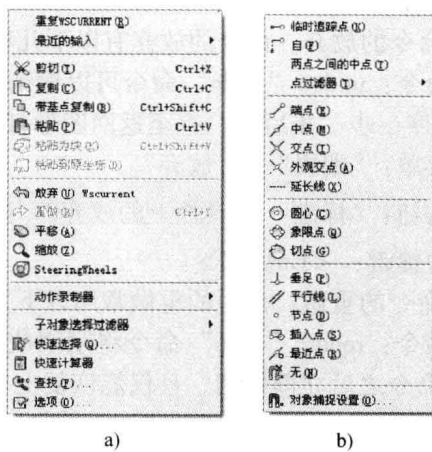 重复WSCURRENT(R)
最近的输入
剪切(T) Ctrl+X
复制(C) Ctrl+C
带基点复制(B) Ctrl+Shift+C
粘贴(P) Ctrl+V
粘贴为块(K) Ctrl+Shift+V
粘贴到原坐标(D)
放弃(U) Wscurrent
重做(R) Ctrl+Y
平移(A)
缩放(Z)
SteeringWheels
动作录制器
子对象选择过滤器
快速选择(Q)...
快速计算器
查找(F)...
选项(O)...
a)
临时追踪点(K)
自(F)
两点之间的中点(T)
点过滤器(T)
端点(E)
中点(M)
交点(I)
外观交点(A)
延长线(X)
圆心(C)
象限点(Q)
切点(G)
垂足(P)
平行线(L)
节点(D)
插入点(S)
最近点(R)
无(N)
对象捕捉设置(O)...
b)